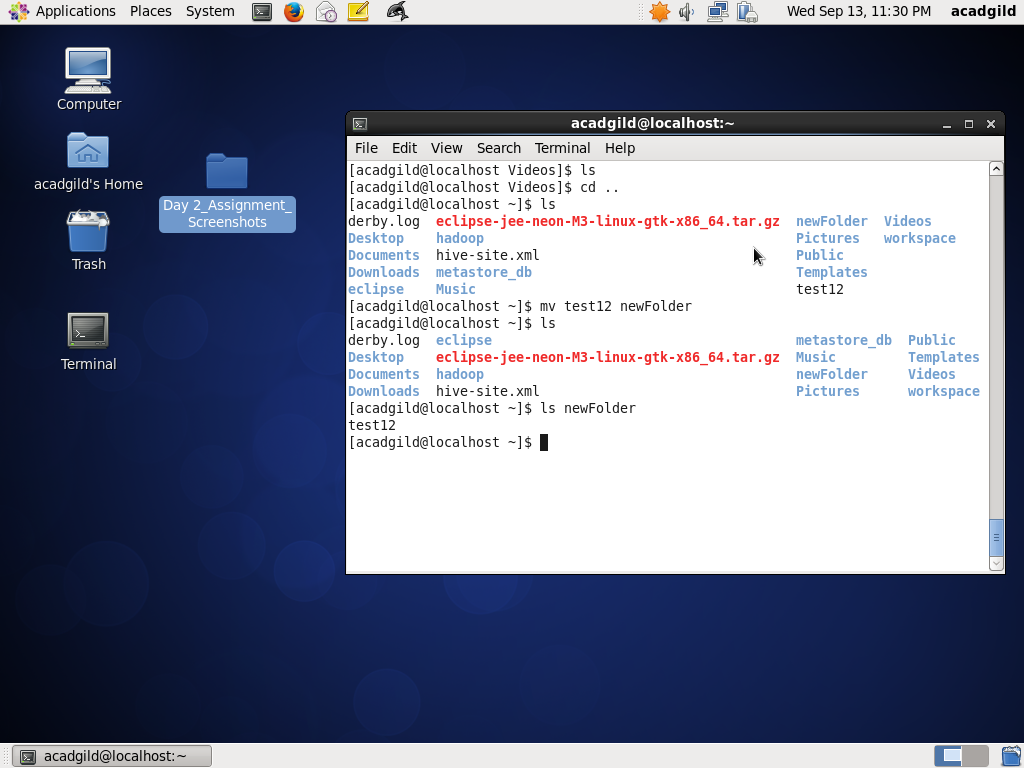 Applications Places System Wed Sep 13, 11:30 PM acadgild
Computer
acadgild's Home
Day 2_Assignment_
Screenshots
Trash
Terminal
acadgild@localhost:~
File Edit View Search Terminal Help
[acadgild@localhost Videos]$ ls
[acadgild@localhost Videos]$ cd ..
[acadgild@localhost ~]$ ls
derby.log eclipse-jee-neon-M3-linux-gtk-x86_64.tar.gz newFolder Videos
Desktop hadoop Pictures workspace
Documents hive-site.xml Public
Downloads metastore_db Templates
eclipse Music test12
[acadgild@localhost ~]$ mv test12 newFolder
[acadgild@localhost ~]$ ls
derby.log eclipse metastore_db Public
Desktop eclipse-jee-neon-M3-linux-gtk-x86_64.tar.gz Music Templates
Documents hadoop newFolder Videos
Downloads hive-site.xml Pictures workspace
[acadgild@localhost ~]$ ls newFolder
test12
[acadgild@localhost ~]$
acadgild@localhost:~